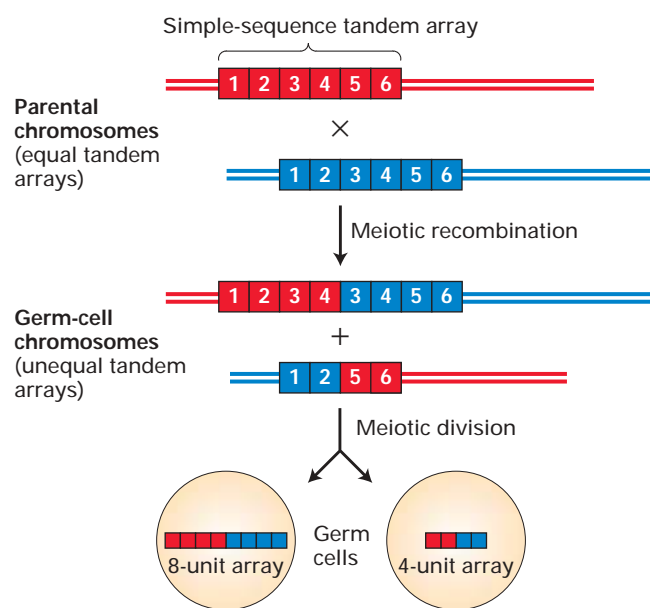 Simple-sequence tandem array
1 2 3 4 5 6
Parental
chromosomes
(equal tandem
arrays)
×
1 2 3 4 5 6
Meiotic recombination
1 2 3 4 3 4 5 6
Germ-cell
chromosomes
(unequal tandem
arrays)
+
1 2 5 6
Meiotic division
Germ
cells
8-unit array
4-unit array